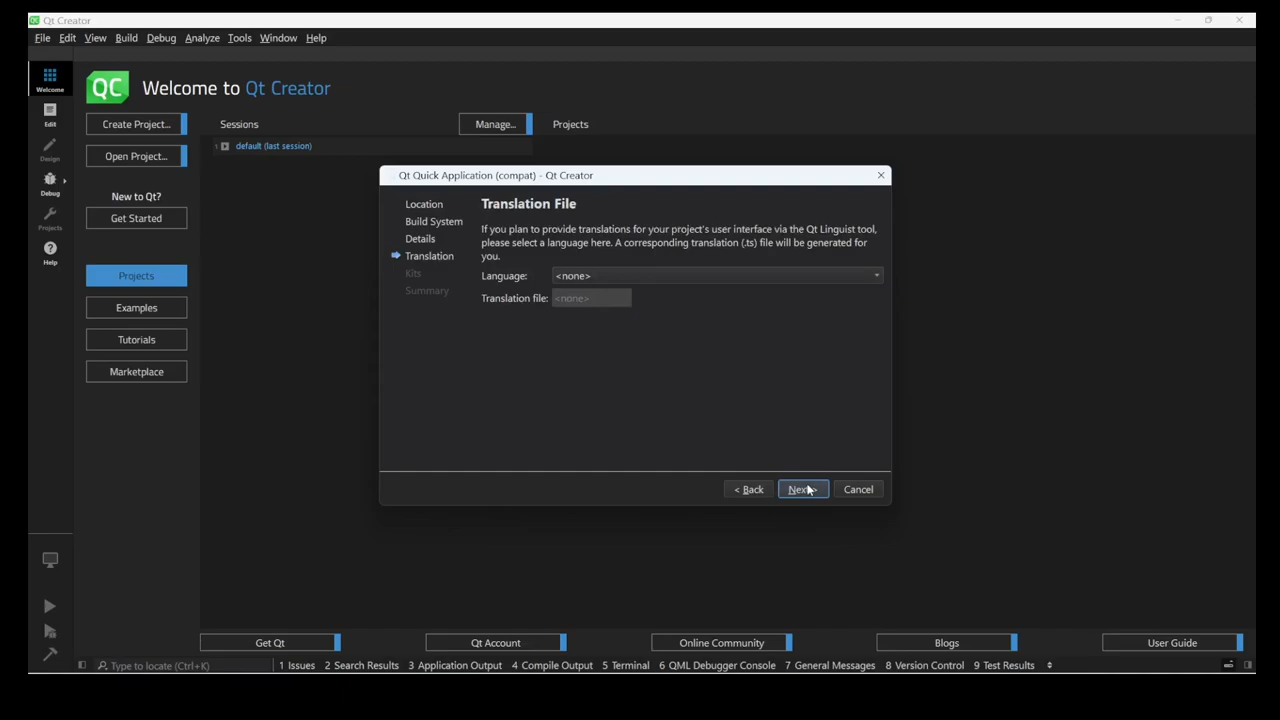 QC Qt Creator
File Edit View Build Debug Analyze Tools Window Help
Welcome
Edit
Design
Debug
Projects
Help
QC Welcome to Qt Creator
Create Project...
Open Project...
New to Qt?
Get Started
Projects
Examples
Tutorials
Marketplace
Sessions
Manage...
Projects
1 default (last session)
Qt Quick Application (compat) - Qt Creator
Location
Build System
Details
Translation
Kits
Summary
Translation File
If you plan to provide translations for your project's user interface via the Qt Linguist tool,
please select a language here. A corresponding translation (.ts) file will be generated for
you.
Language: <none>
Translation file: <none>
< Back Next > Cancel
Get Qt Qt Account Online Community Blogs User Guide
Type to locate (Ctrl+K) 1 Issues 2 Search Results 3 Application Output 4 Compile Output 5 Terminal 6 QML Debugger Console 7 General Messages 8 Version Control 9 Test Results